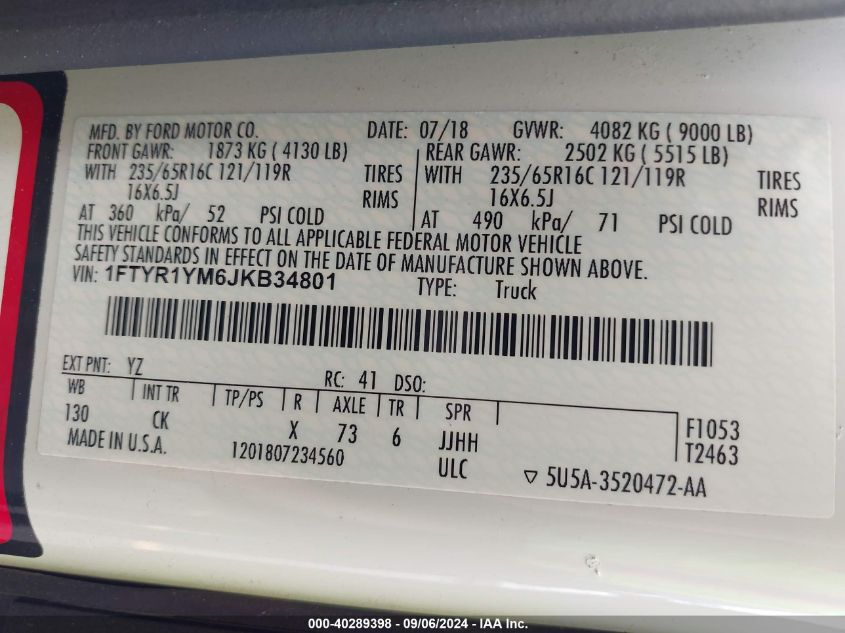 MFD. BY FORD MOTOR CO. DATE: 07/18 GVWR: 4082 KG ( 9000 LB)
FRONT GAWR: 1873 KG ( 4130 LB) REAR GAWR: 2502 KG ( 5515 LB)
WITH 235/65R16C 121/119R TIRES WITH 235/65R16C 121/119R TIRES
16X6.5J RIMS 16X6.5J RIMS
AT 360 kPa/ 52 PSI COLD AT 490 kPa/ 71 PSI COLD
THIS VEHICLE CONFORMS TO ALL APPLICABLE FEDERAL MOTOR VEHICLE
SAFETY STANDARDS IN EFFECT ON THE DATE OF MANUFACTURE SHOWN ABOVE.
VIN: 1FTYR1YM6JKB34801 TYPE: Truck
EXT PNT: YZ RC: 41 DSO:
WB INT TR TP/PS R AXLE TR SPR
130 CK X 73 6 JJHH F1053
MADE IN U.S.A. 1201807234560 ULC T2463
▽ 5U5A-3520472-AA
000-40289398 - 09/06/2024 - IAA Inc.